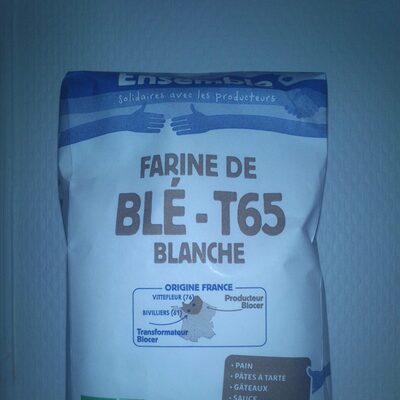 Ensemble
solidaires avec les producteurs
FARINE DE
BLÉ - T65
BLANCHE
ORIGINE FRANCE
VITTEFLEUR (76)
Producteur
Biocer
BIVILLIERS (61)
Transformateur
Biocer
• PAIN
• PÂTES À TARTE
• GÂTEAUX
• SAUCE